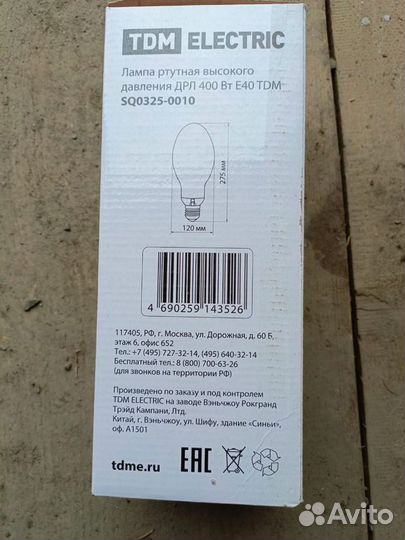 TDM ELECTRIC
Лампа ртутная высокого
давления ДРЛ 400 Вт Е40 TDM
SQ0325-0010
275 мм
120 мм
4 690259 143526
117405, РФ, г. Москва, ул. Дорожная, д. 60 Б,
этаж 6, офис 652
Тел.: +7 (495) 727-32-14, (495) 640-32-14
Бесплатный тел.: 8 (800) 700-63-26
(для звонков на территории РФ)
Произведено по заказу и под контролем
TDM ELECTRIC на заводе Вэньчжоу Рокгранд
Трэйд Кампани, Лтд.
Китай, г. Вэньчжоу, ул. Шифу, здание «Синьи»,
оф. А1501
tdme.ru
EAC
Avito